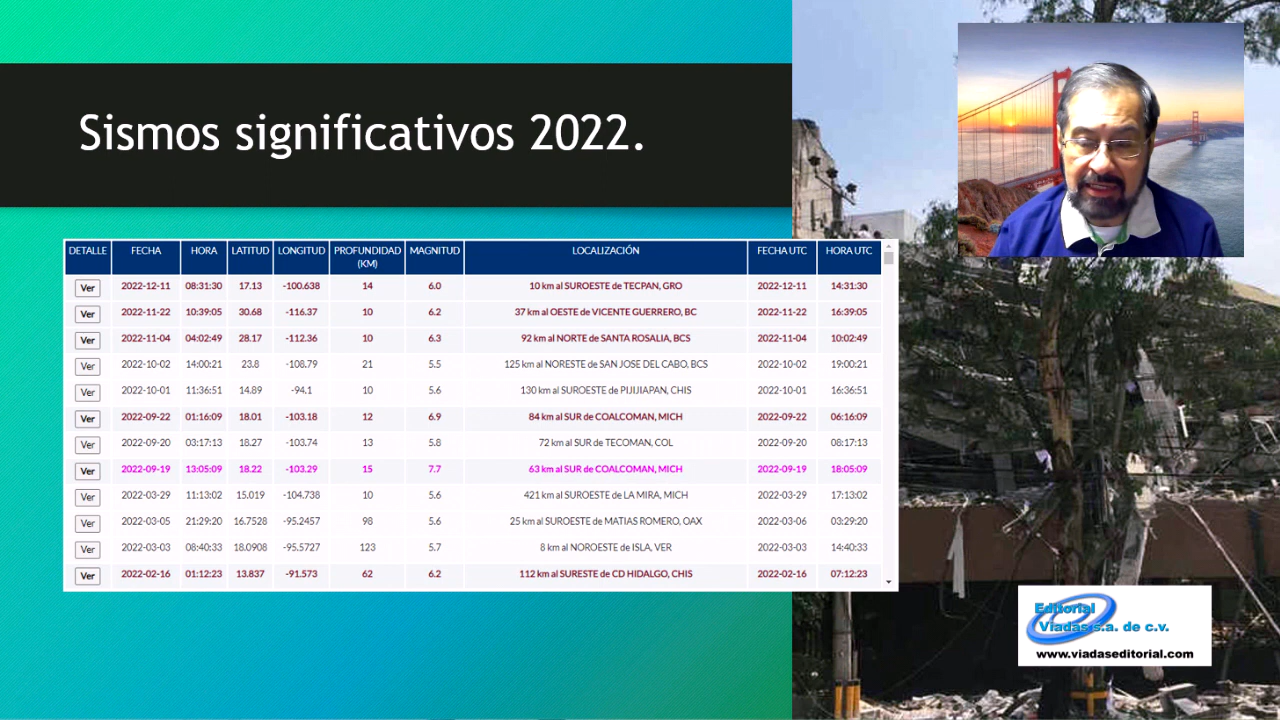 Sismos significativos 2022.
DETALLE FECHA HORA LATITUD LONGITUD PROFUNDIDAD (KM) MAGNITUD LOCALIZACIÓN FECHA UTC HORA UTC
Ver 2022-12-11 08:31:30 17.13 -100.638 14 6.0 10 km al SUROESTE de TECPAN, GRO 2022-12-11 14:31:30
Ver 2022-11-22 10:39:05 30.68 -116.37 10 6.2 37 km al OESTE de VICENTE GUERRERO, BC 2022-11-22 16:39:05
Ver 2022-11-04 04:02:49 28.17 -112.36 10 6.3 92 km al NORTE de SANTA ROSALIA, BCS 2022-11-04 10:02:49
Ver 2022-10-02 14:00:21 23.8 -108.79 21 5.5 125 km al NORESTE de SAN JOSE DEL CABO, BCS 2022-10-02 19:00:21
Ver 2022-10-01 11:36:51 14.89 -94.1 10 5.6 130 km al SUROESTE de PIJIJIAPAN, CHIS 2022-10-01 16:36:51
Ver 2022-09-22 01:16:09 18.01 -103.18 12 6.9 84 km al SUR de COALCOMAN, MICH 2022-09-22 06:16:09
Ver 2022-09-20 03:17:13 18.27 -103.74 13 5.8 72 km al SUR de TECOMAN, COL 2022-09-20 08:17:13
Ver 2022-09-19 13:05:09 18.22 -103.29 15 7.7 63 km al SUR de COALCOMAN, MICH 2022-09-19 18:05:09
Ver 2022-03-29 11:13:02 15.019 -104.738 10 5.6 421 km al SUROESTE de LA MIRA, MICH 2022-03-29 17:13:02
Ver 2022-03-05 21:29:20 16.7528 -95.2457 98 5.6 25 km al SUROESTE de MATIAS ROMERO, OAX 2022-03-06 03:29:20
Ver 2022-03-03 08:40:33 18.0908 -95.5727 123 5.7 8 km al NOROESTE de ISLA, VER 2022-03-03 14:40:33
Ver 2022-02-16 01:12:23 13.837 -91.573 62 6.2 112 km al SURESTE de CD HIDALGO, CHIS 2022-02-16 07:12:23
Editorial
Viadas s.a. de c.v.
www.viadaseditorial.com